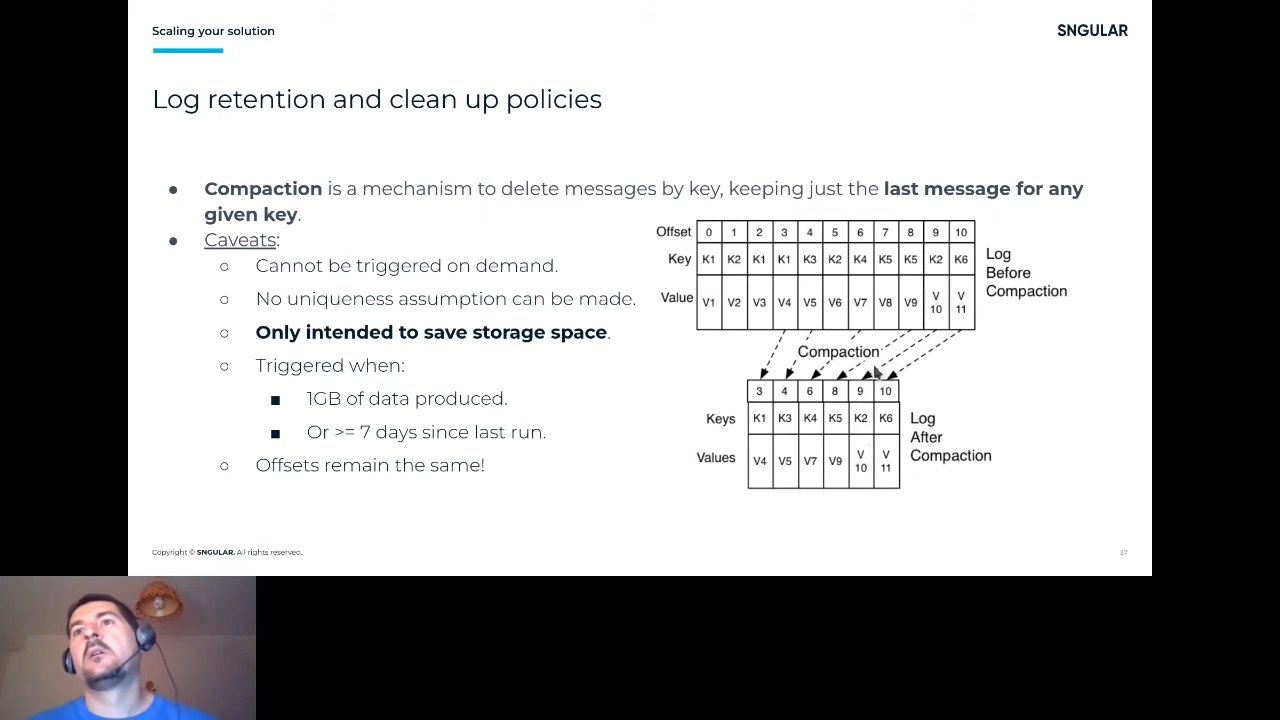 Scaling your solution
SNGULAR
Log retention and clean up policies
● Compaction is a mechanism to delete messages by key, keeping just the last message for any
given key.
● Caveats:
○ Cannot be triggered on demand.
○ No uniqueness assumption can be made.
○ Only intended to save storage space.
○ Triggered when:
■ 1GB of data produced.
■ Or >= 7 days since last run.
○ Offsets remain the same!
Offset 0 1 2 3 4 5 6 7 8 9 10
Key K1 K2 K1 K1 K3 K2 K4 K5 K5 K2 K6
Value V1 V2 V3 V4 V5 V6 V7 V8 V9 V10 V11
Log
Before
Compaction
Compaction
3 4 6 8 9 10
Keys K1 K3 K4 K5 K2 K6
Values V4 V5 V7 V9 V10 V11
Log
After
Compaction
Copyright © SNGULAR. All rights reserved.
37